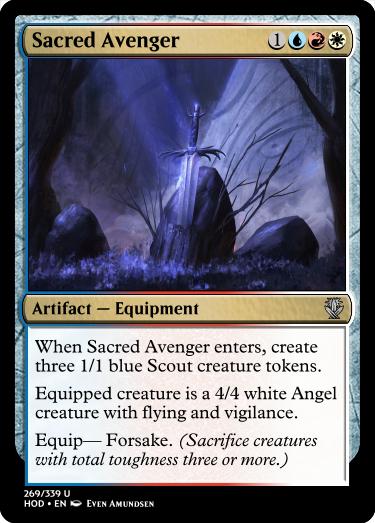 Sacred Avenger 1
Artifact — Equipment
When Sacred Avenger enters, create
three 1/1 blue Scout creature tokens.
Equipped creature is a 4/4 white Angel
creature with flying and vigilance.
Equip— Forsake. (Sacrifice creatures
with total toughness three or more.)
269/339 U
HOD • EN Even Amundsen